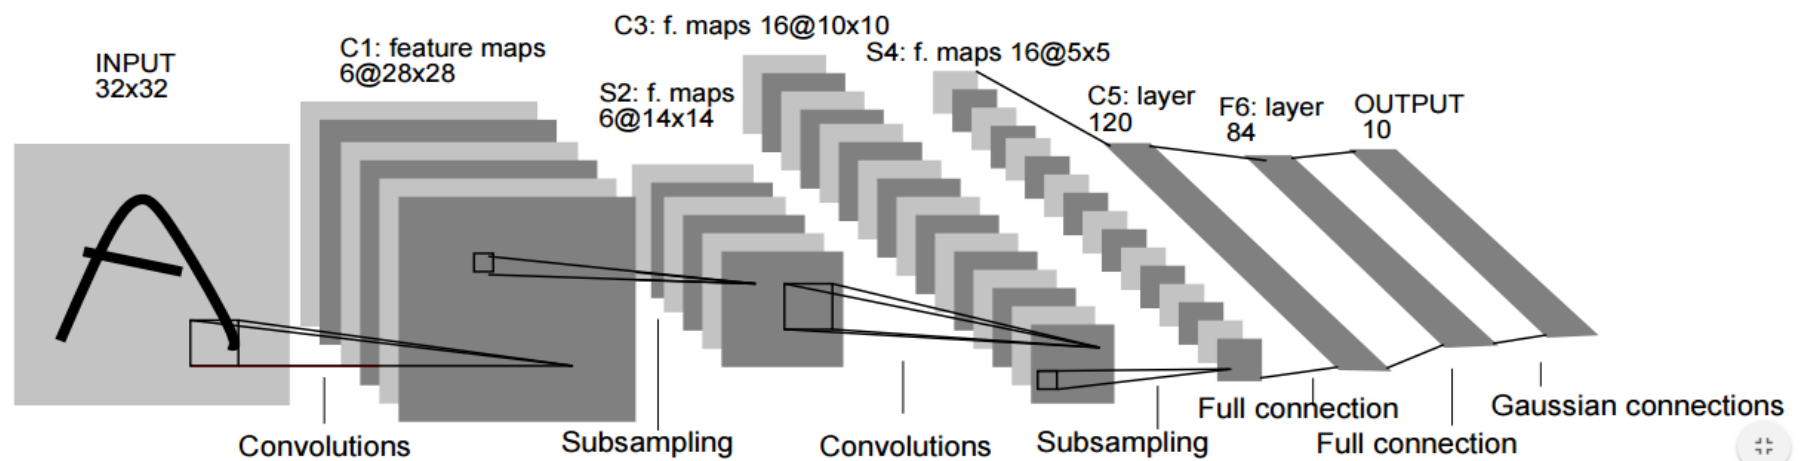 INPUT
32x32
C1: feature maps
6@28x28
S2: f. maps
6@14x14
C3: f. maps 16@10x10
S4: f. maps 16@5x5
C5: layer
120
F6: layer
84
OUTPUT
10
Convolutions
Subsampling
Convolutions
Subsampling
Full connection
Full connection
Gaussian connections
A